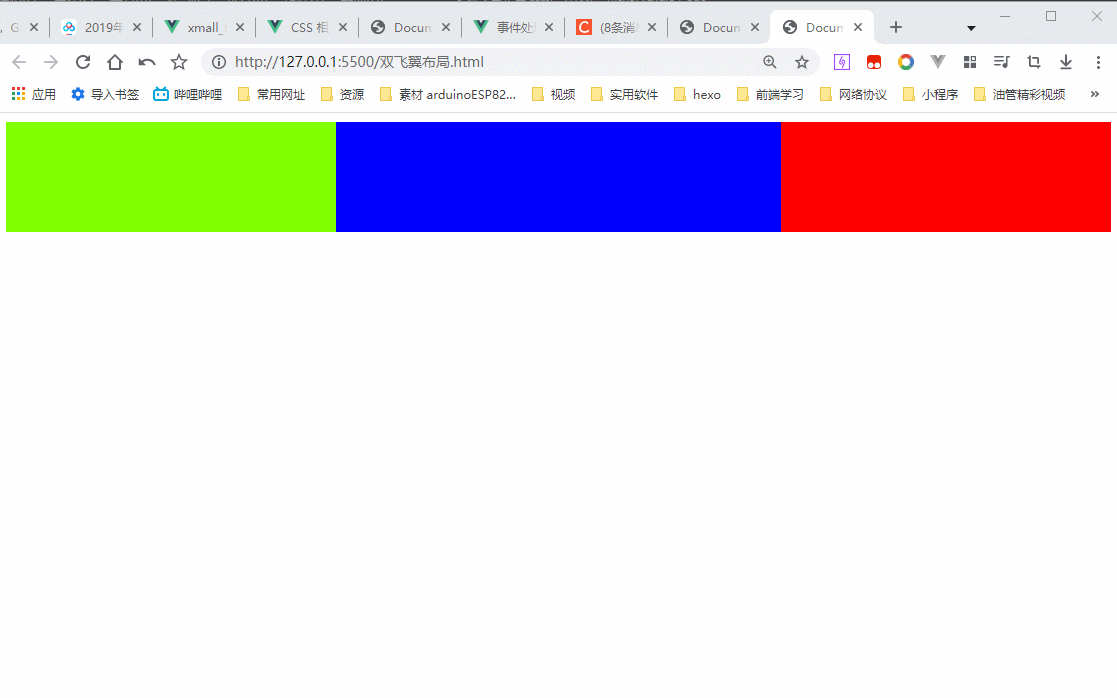 G
2019年
xmall_
CSS 相
Docum
事件处
(8条消
Docum
Docum
http://127.0.0.1:5500/双飞翼布局.html
应用 导入书签 哔哩哔哩 常用网址 资源 素材 arduinoESP82... 视频 实用软件 hexo 前端学习 网络协议 小程序 油管精彩视频 »